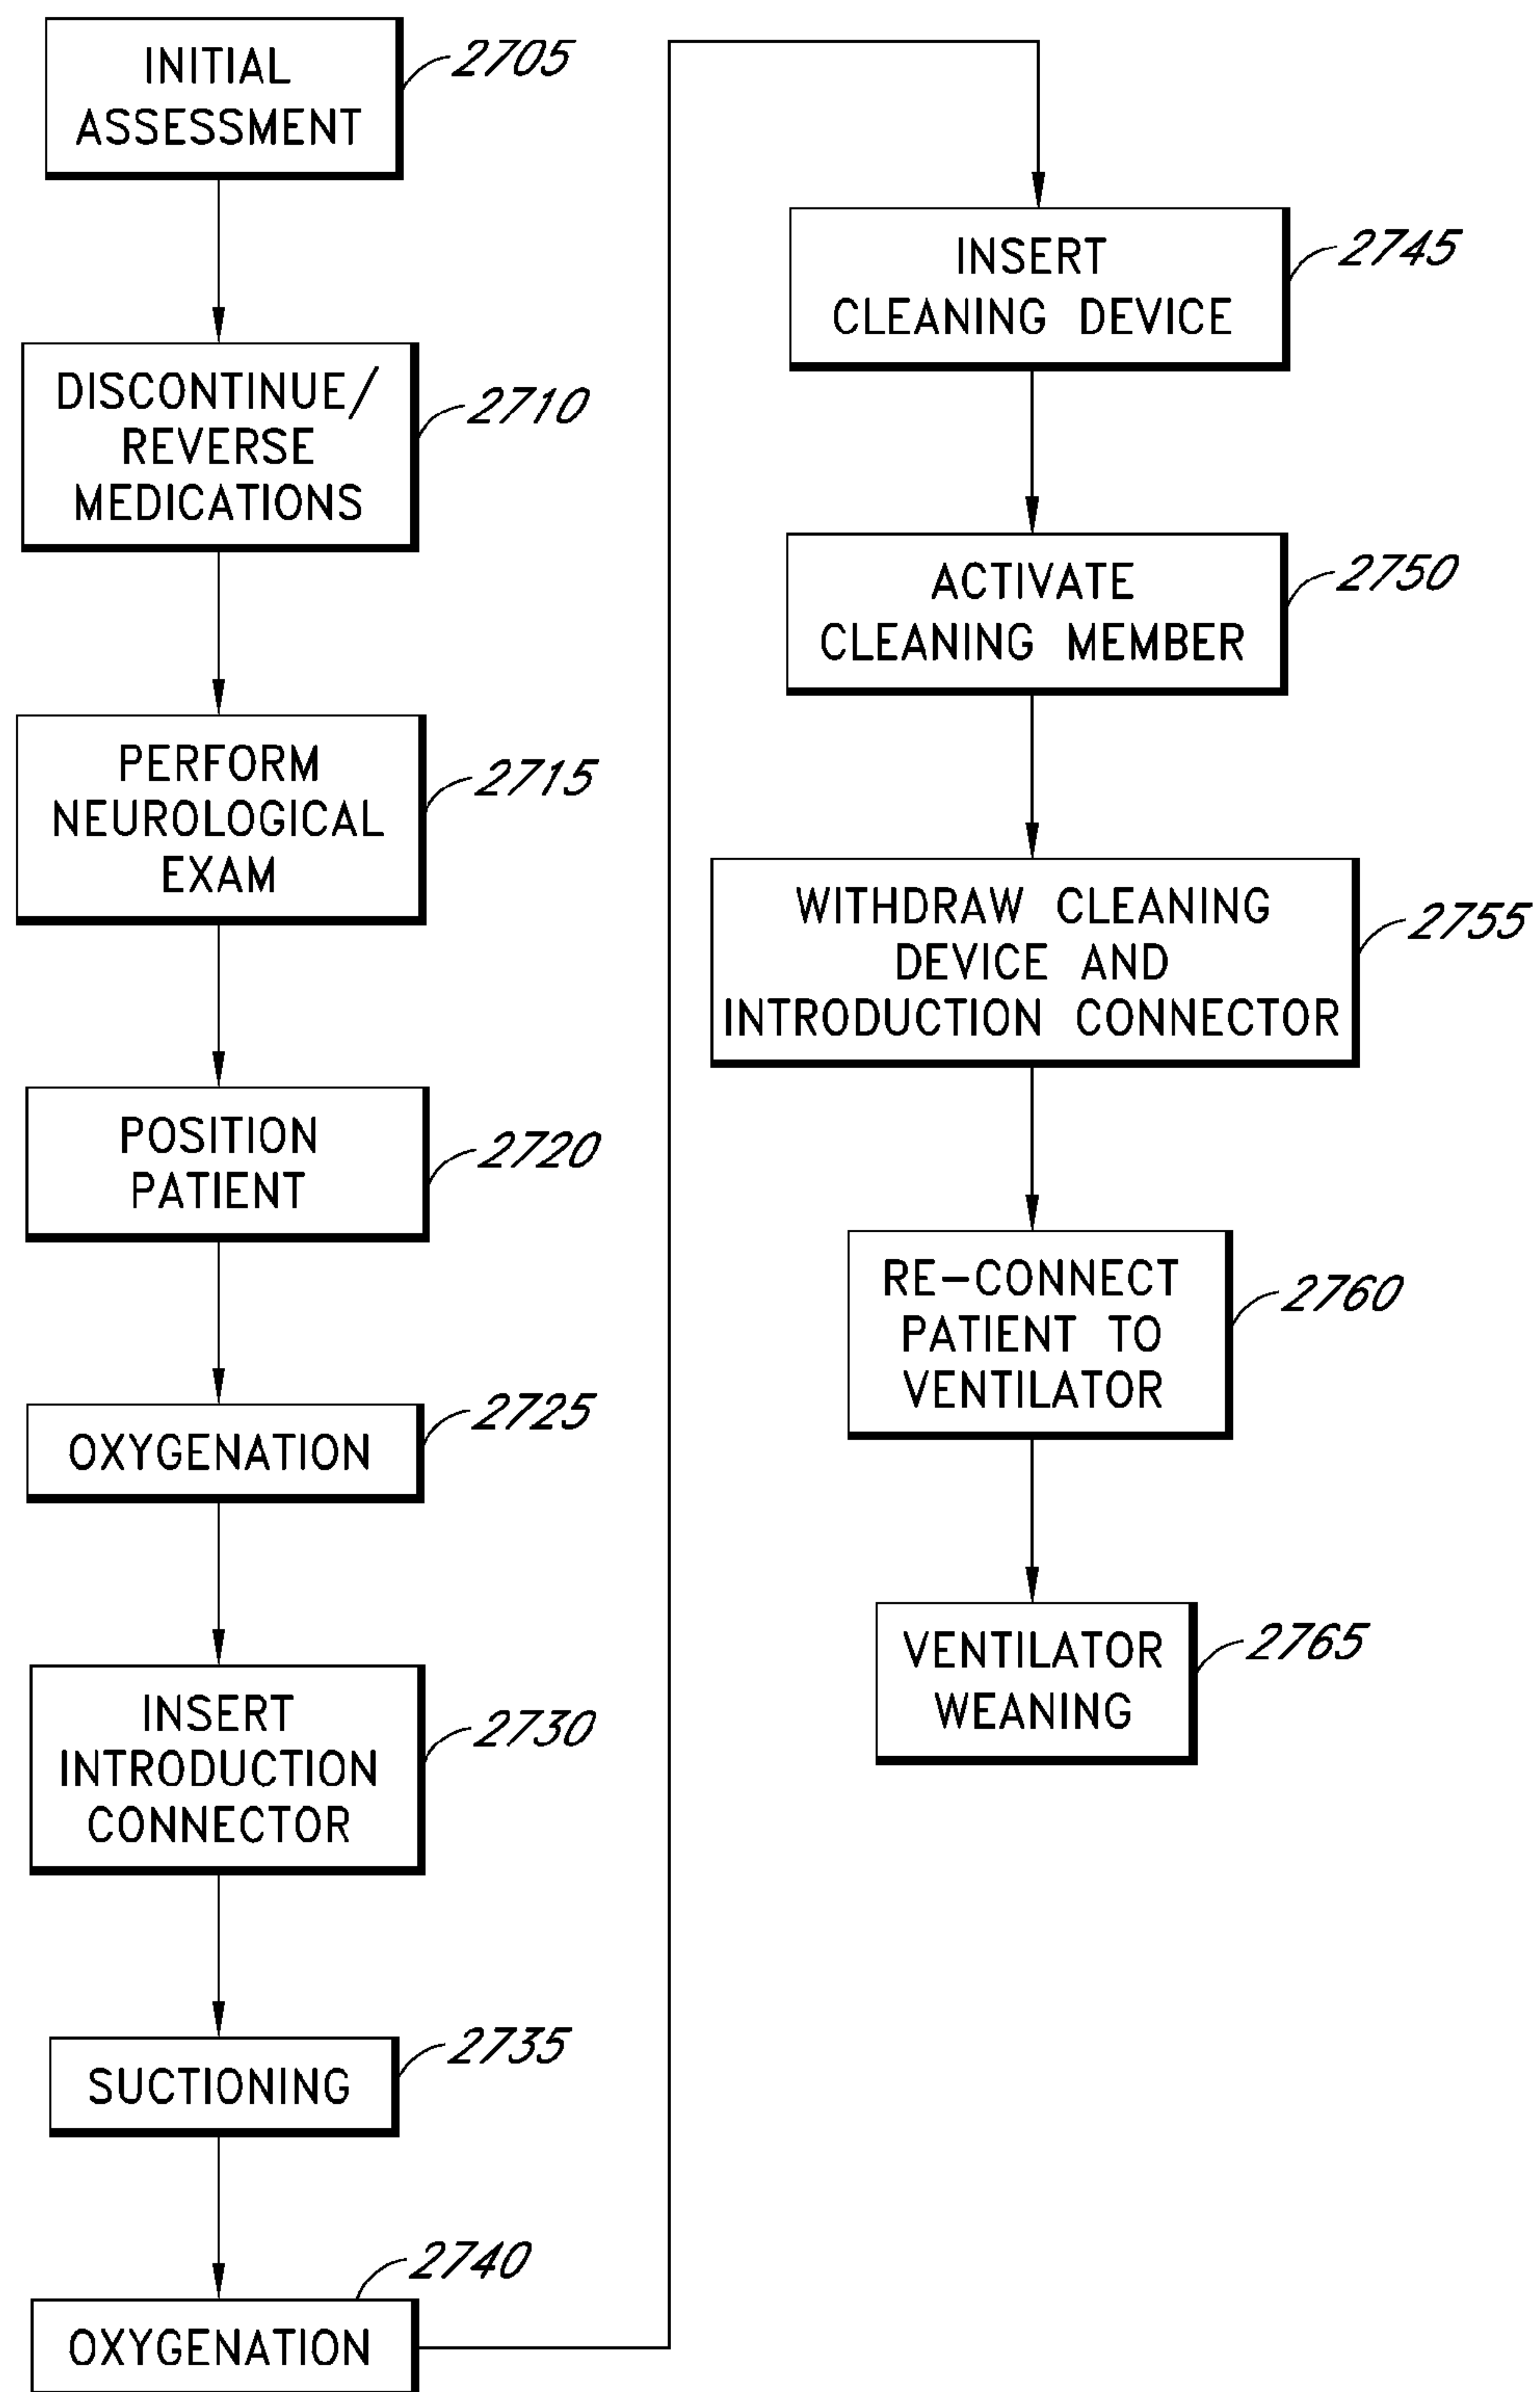 INITIAL
ASSESSMENT
2705
DISCONTINUE/
REVERSE
MEDICATIONS
2710
PERFORM
NEUROLOGICAL
EXAM
2715
POSITION
PATIENT
2720
OXYGENATION
2725
INSERT
INTRODUCTION
CONNECTOR
2730
SUCTIONING
2735
OXYGENATION
2740
INSERT
CLEANING DEVICE
2745
ACTIVATE
CLEANING MEMBER
2750
WITHDRAW CLEANING
DEVICE AND
INTRODUCTION CONNECTOR
2755
RE-CONNECT
PATIENT TO
VENTILATOR
2760
VENTILATOR
WEANING
2765